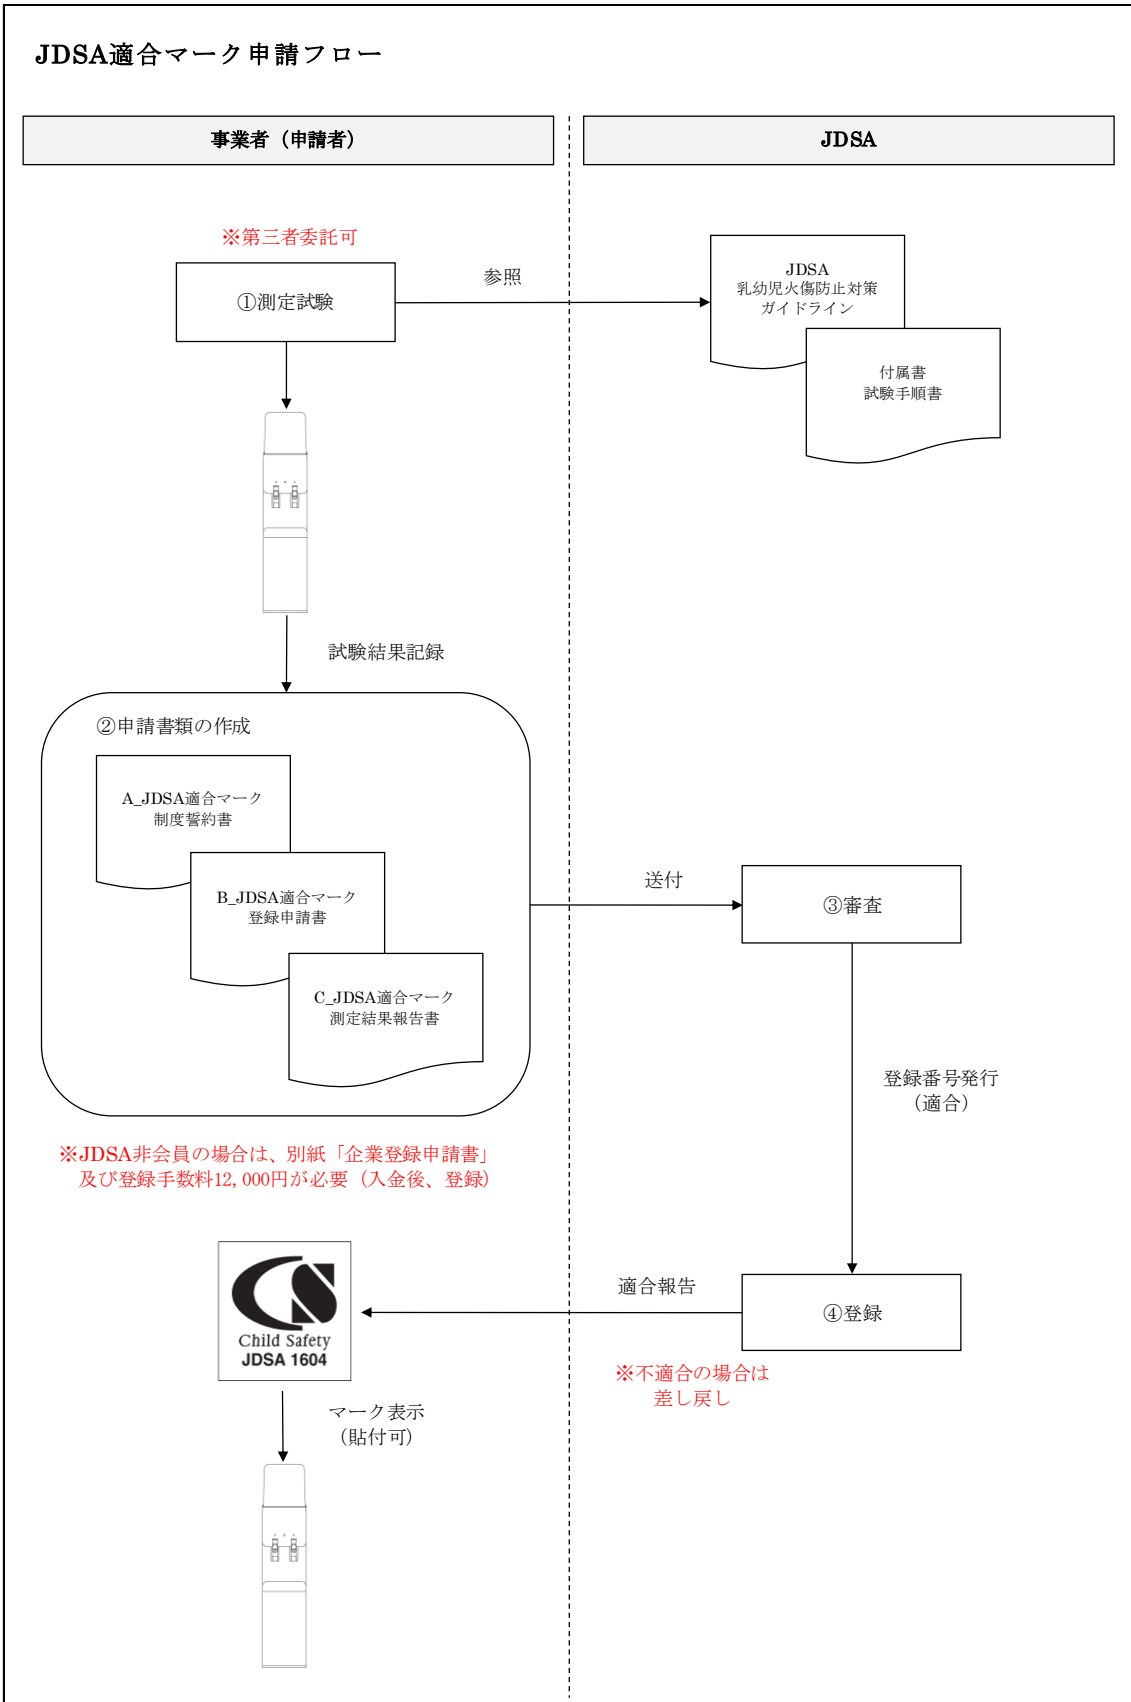 JDSA適合マーク申請フロー
事業者（申請者）
JDSA
※第三者委託可
①測定試験
参照
JDSA
乳幼児火傷防止対策
ガイドライン
付属書
試験手順書
試験結果記録
②申請書類の作成
A_JDSA適合マーク
制度誓約書
B_JDSA適合マーク
登録申請書
C_JDSA適合マーク
測定結果報告書
送付
③審査
登録番号発行
（適合）
※JDSA非会員の場合は、別紙「企業登録申請書」
及び登録手数料12,000円が必要（入金後、登録）
CS
Child Safety
JDSA 1604
適合報告
④登録
※不適合の場合は
差し戻し
マーク表示
（貼付可）